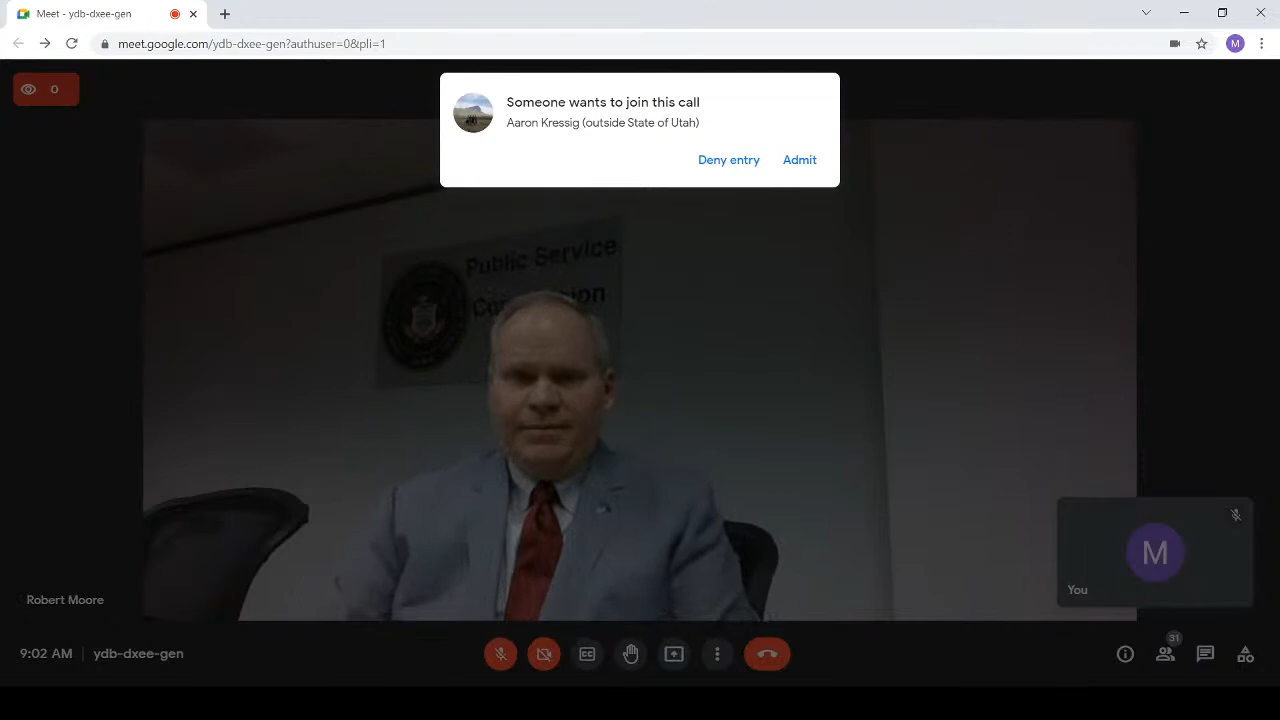 Meet - ydb-dxee-gen
meet.google.com/ydb-dxee-gen?authuser=0&pli=1
M
0
Someone wants to join this call
Aaron Kressig (outside State of Utah)
Deny entry Admit
Public Service
M
You
Robert Moore
9:02 AM ydb-dxee-gen
CC
31